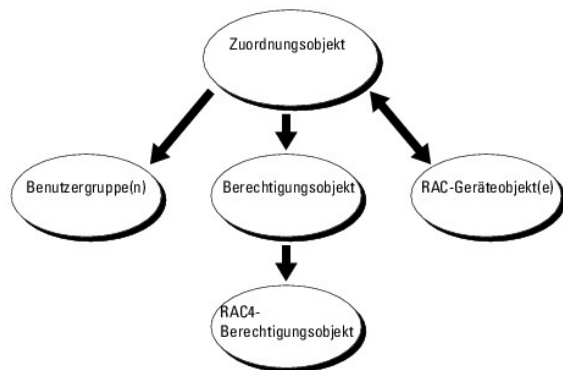 Zuordnungsobjekt
Benutzergruppe(n)
Berechtigungsobjekt
RAC-Geräteobjekt(e)
RAC4-
Berechtigungsobjekt